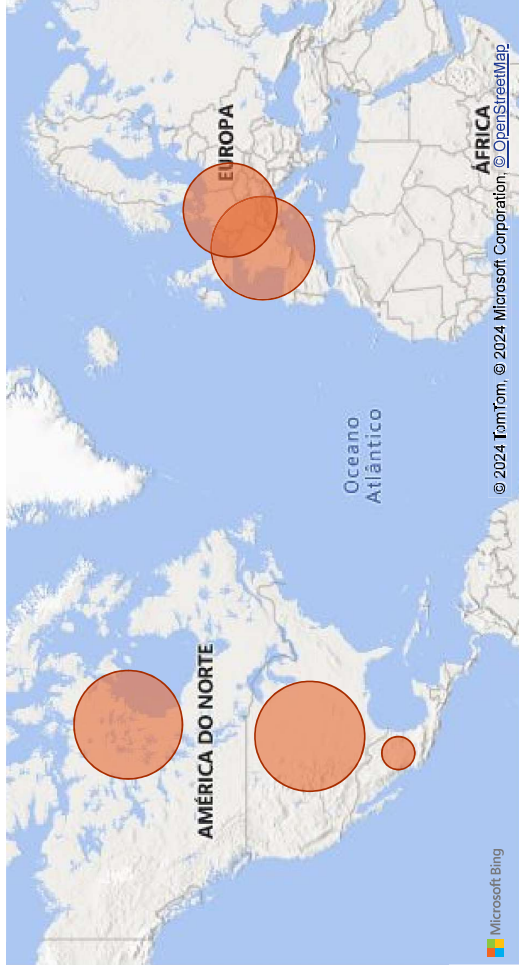 EUROPA
AMÉRICA DO NORTE
Oceano
Atlântico
ÁFRICA
Microsoft Bing
© 2024 TomTom, © 2024 Microsoft Corporation, © OpenStreetMap